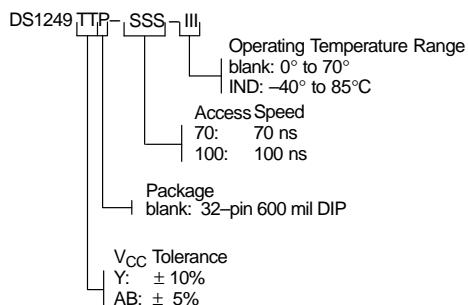 DS1249 TTP– SSS –III
Operating Temperature Range
blank: 0° to 70°
IND: –40° to 85°C
Access Speed
70: 70 ns
100: 100 ns
Package
blank: 32–pin 600 mil DIP
VCC Tolerance
Y: ± 10%
AB: ± 5%